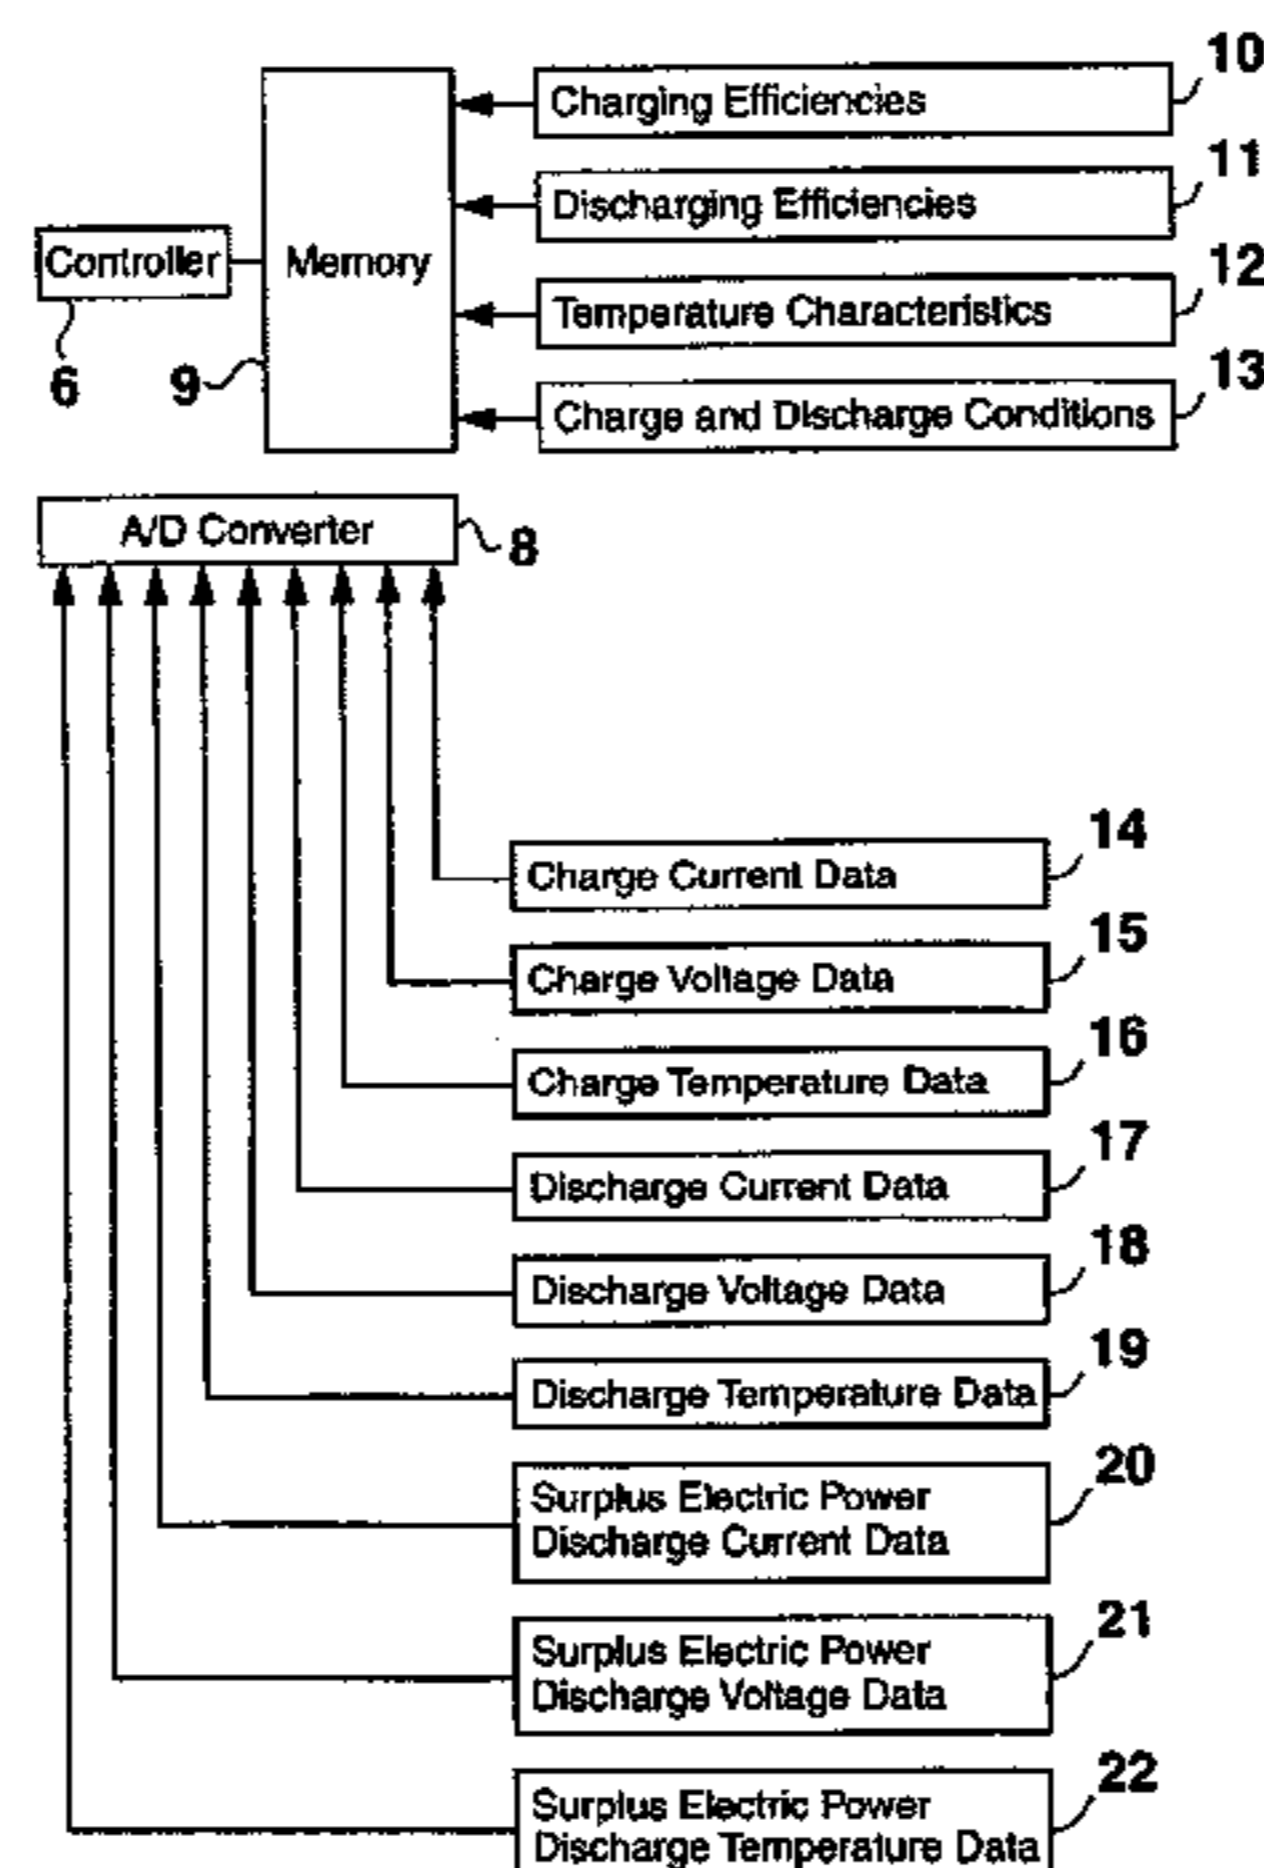 10
Charging Efficiencies
11
Discharging Efficiencies
12
Controller
Memory
Temperature Characteristics
13
6
9
Charge and Discharge Conditions
A/D Converter
8
14
Charge Current Data
15
Charge Voltage Data
16
Charge Temperature Data
17
Discharge Current Data
18
Discharge Voltage Data
19
Discharge Temperature Data
20
Surplus Electric Power
Discharge Current Data
21
Surplus Electric Power
Discharge Voltage Data
22
Surplus Electric Power
Discharge Temperature Data